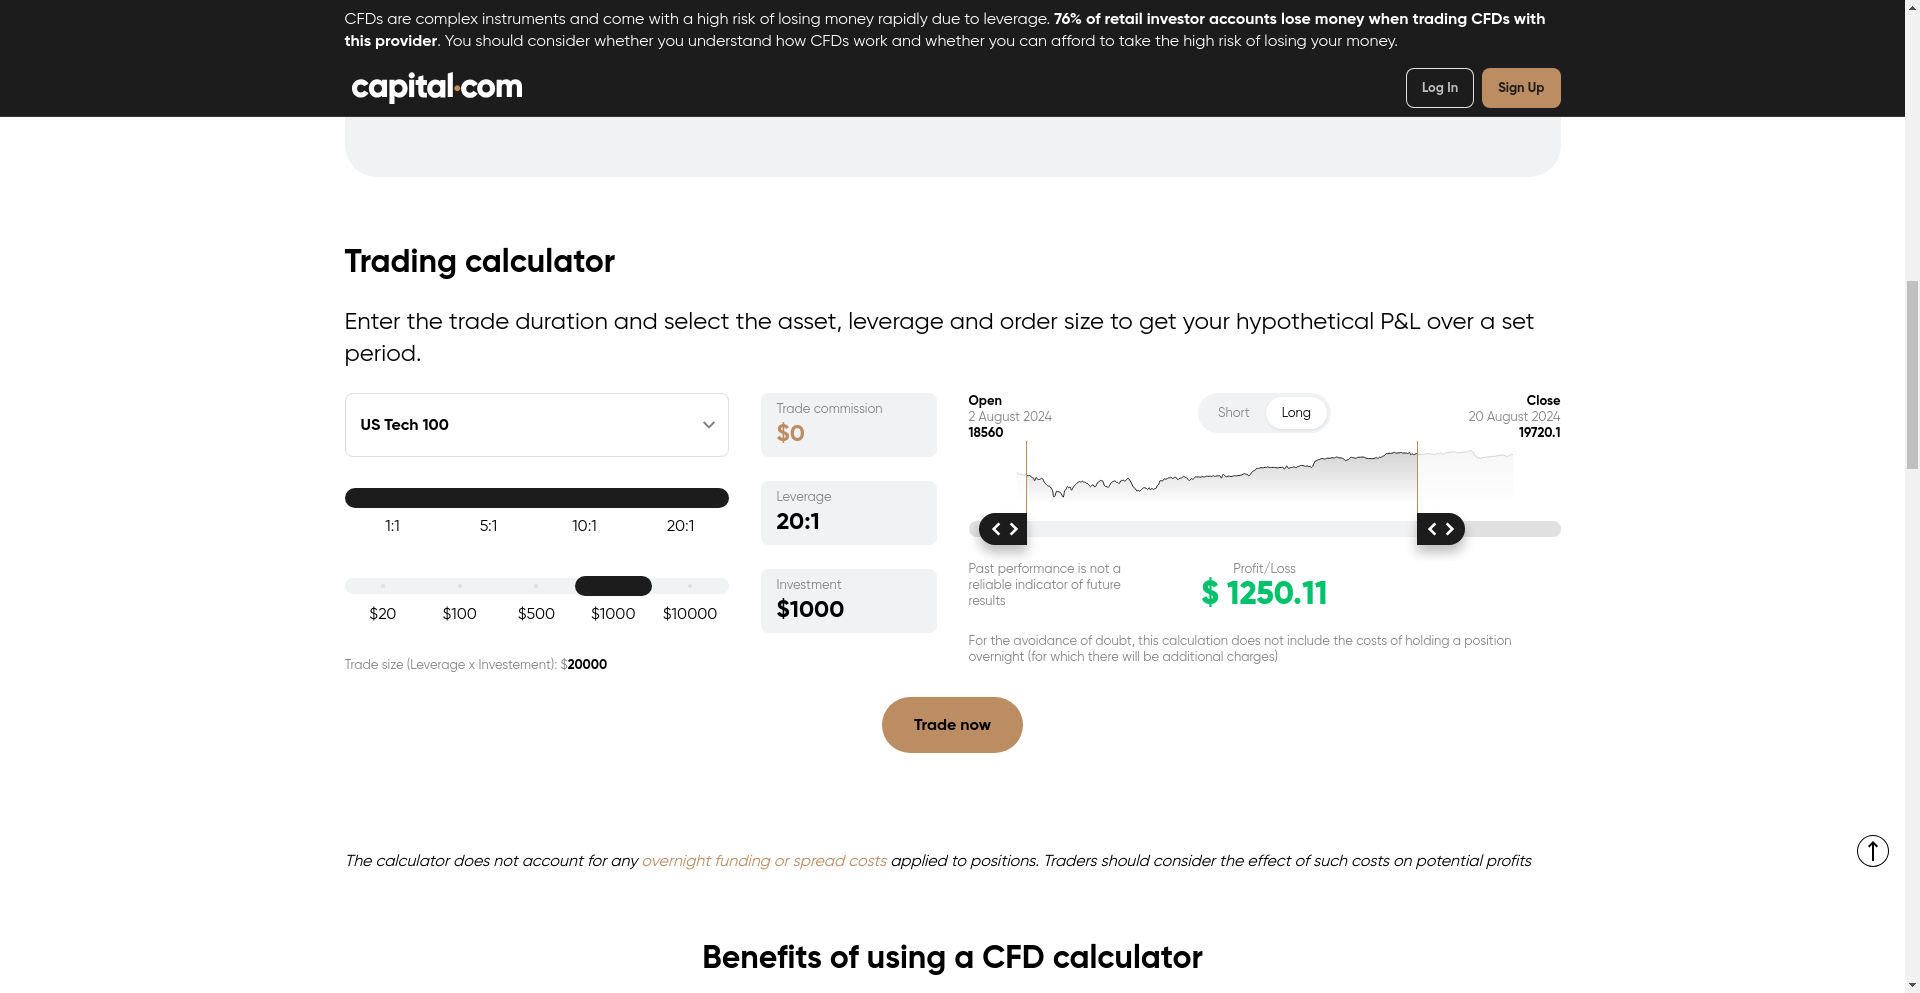 CFDs are complex instruments and come with a high risk of losing money rapidly due to leverage. 76% of retail investor accounts lose money when trading CFDs with
this provider. You should consider whether you understand how CFDs work and whether you can afford to take the high risk of losing your money.
capital.com
Log In
Sign Up
Trading calculator
Enter the trade duration and select the asset, leverage and order size to get your hypothetical P&L over a set
period.
US Tech 100
1:1 5:1 10:1 20:1
$20 $100 $500 $1000 $10000
Trade size (Leverage x Investement): $20000
Trade commission
$0
Leverage
20:1
Investment
$1000
Open
2 August 2024
18560
Short Long
Close
20 August 2024
19720.1
Past performance is not a
reliable indicator of future
results
Profit/Loss
$ 1250.11
For the avoidance of doubt, this calculation does not include the costs of holding a position
overnight (for which there will be additional charges)
Trade now
The calculator does not account for any overnight funding or spread costs applied to positions. Traders should consider the effect of such costs on potential profits
Benefits of using a CFD calculator